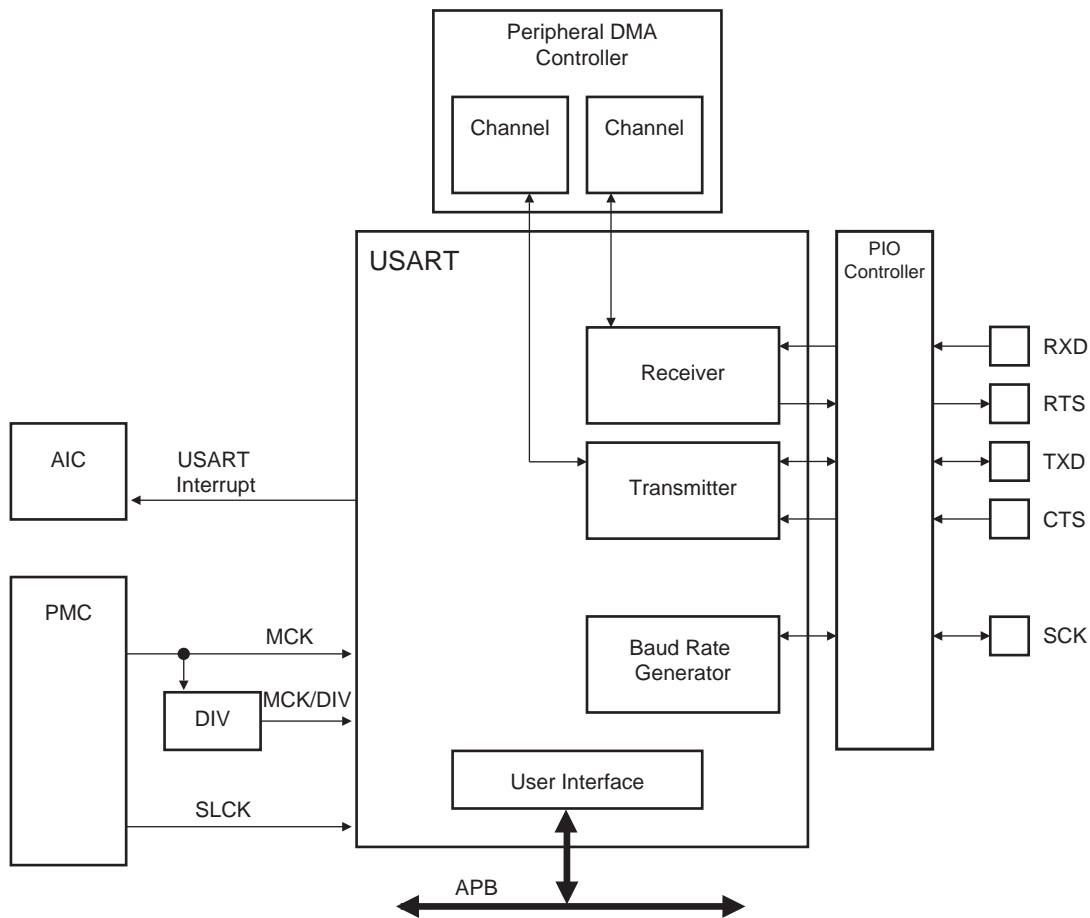 Peripheral DMA
Controller
Channel
Channel
USART
PIO
Controller
RXD
Receiver
RTS
AIC
USART
Interrupt
TXD
Transmitter
CTS
PMC
MCK
Baud Rate
Generator
SCK
MCK/DIV
DIV
User Interface
SLCK
APB